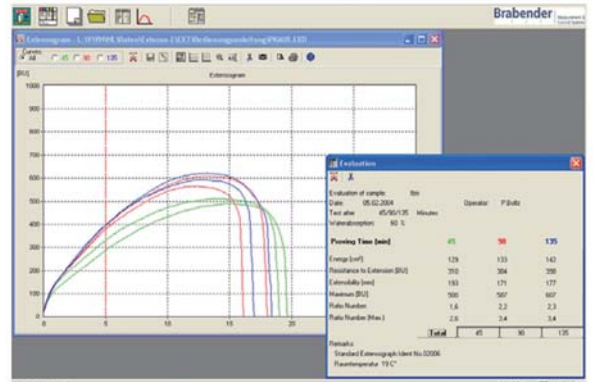 Brabender
Extensogram
Curves
All 45 90 135
[BU]
Extensogram
1000
900
800
700
600
500
400
300
200
100
0
0 5 10 15 20
Evaluation
Evaluation of sample: Ibis
Date: 05.02.2004 Operator: P.Bolts
Test after 45/90/135 Minutes
Waterabsorption: 60 %
Proving Time [min] 45 90 135
Energy [cm²] 129 133 142
Resistance to Extension [BU] 310 384 398
Extensibility [mm] 193 171 177
Maximum [BU] 500 587 607
Ratio Number: 1,6 2,2 2,3
Ratio Number (Max.) 2,6 3,4 3,4
Total 45 90 135
Remarks:
Standard Extensograph Ident No.02006
Raumtemperatur 19 C°